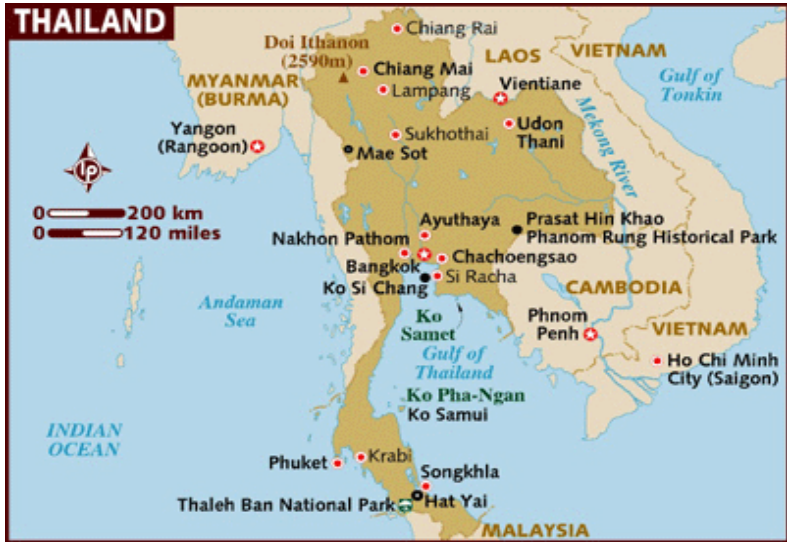 THAILAND
Chiang Rai
Doi Ithanon
(2590m)
LAOS
VIETNAM
Chiang Mai
MYANMAR
(BURMA)
Lampang
Vientiane
Gulf of
Tonkin
Yangon
(Rangoon)
Sukhothai
Udon
Thani
Mekong River
Mae Sot
lp
0 200 km
0 120 miles
Ayuthaya
Prasat Hin Khao
Phanom Rung Historical Park
Nakhon Pathom
Bangkok
Chachoengsao
Ko Si Chang
Si Racha
CAMBODIA
Andaman
Sea
Ko
Samet
Phnom
Penh
VIETNAM
Gulf of
Thailand
Ho Chi Minh
City (Saigon)
Ko Pha-Ngan
Ko Samui
INDIAN
OCEAN
Phuket
Krabi
Songkhla
Thaleh Ban National Park
Hat Yai
MALAYSIA